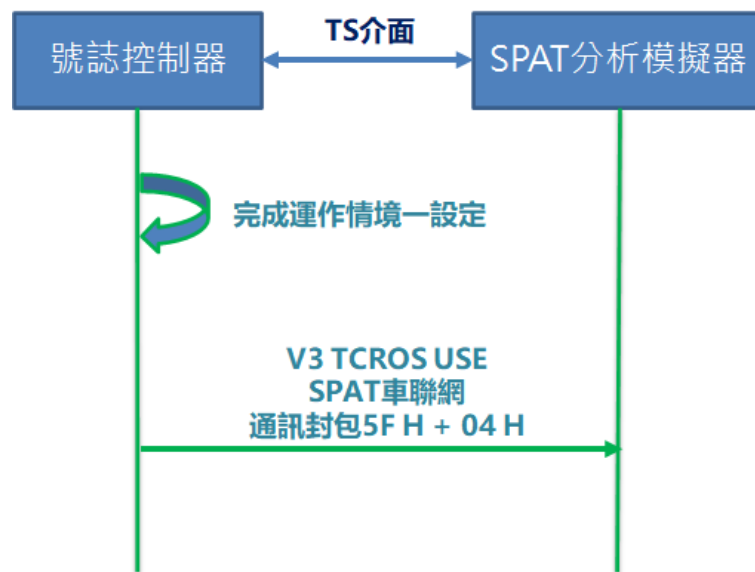 號誌控制器
TS介面
SPAT分析模擬器
完成運作情境一設定
V3 TCROS USE
SPAT車聯網
通訊封包5F H + 04 H